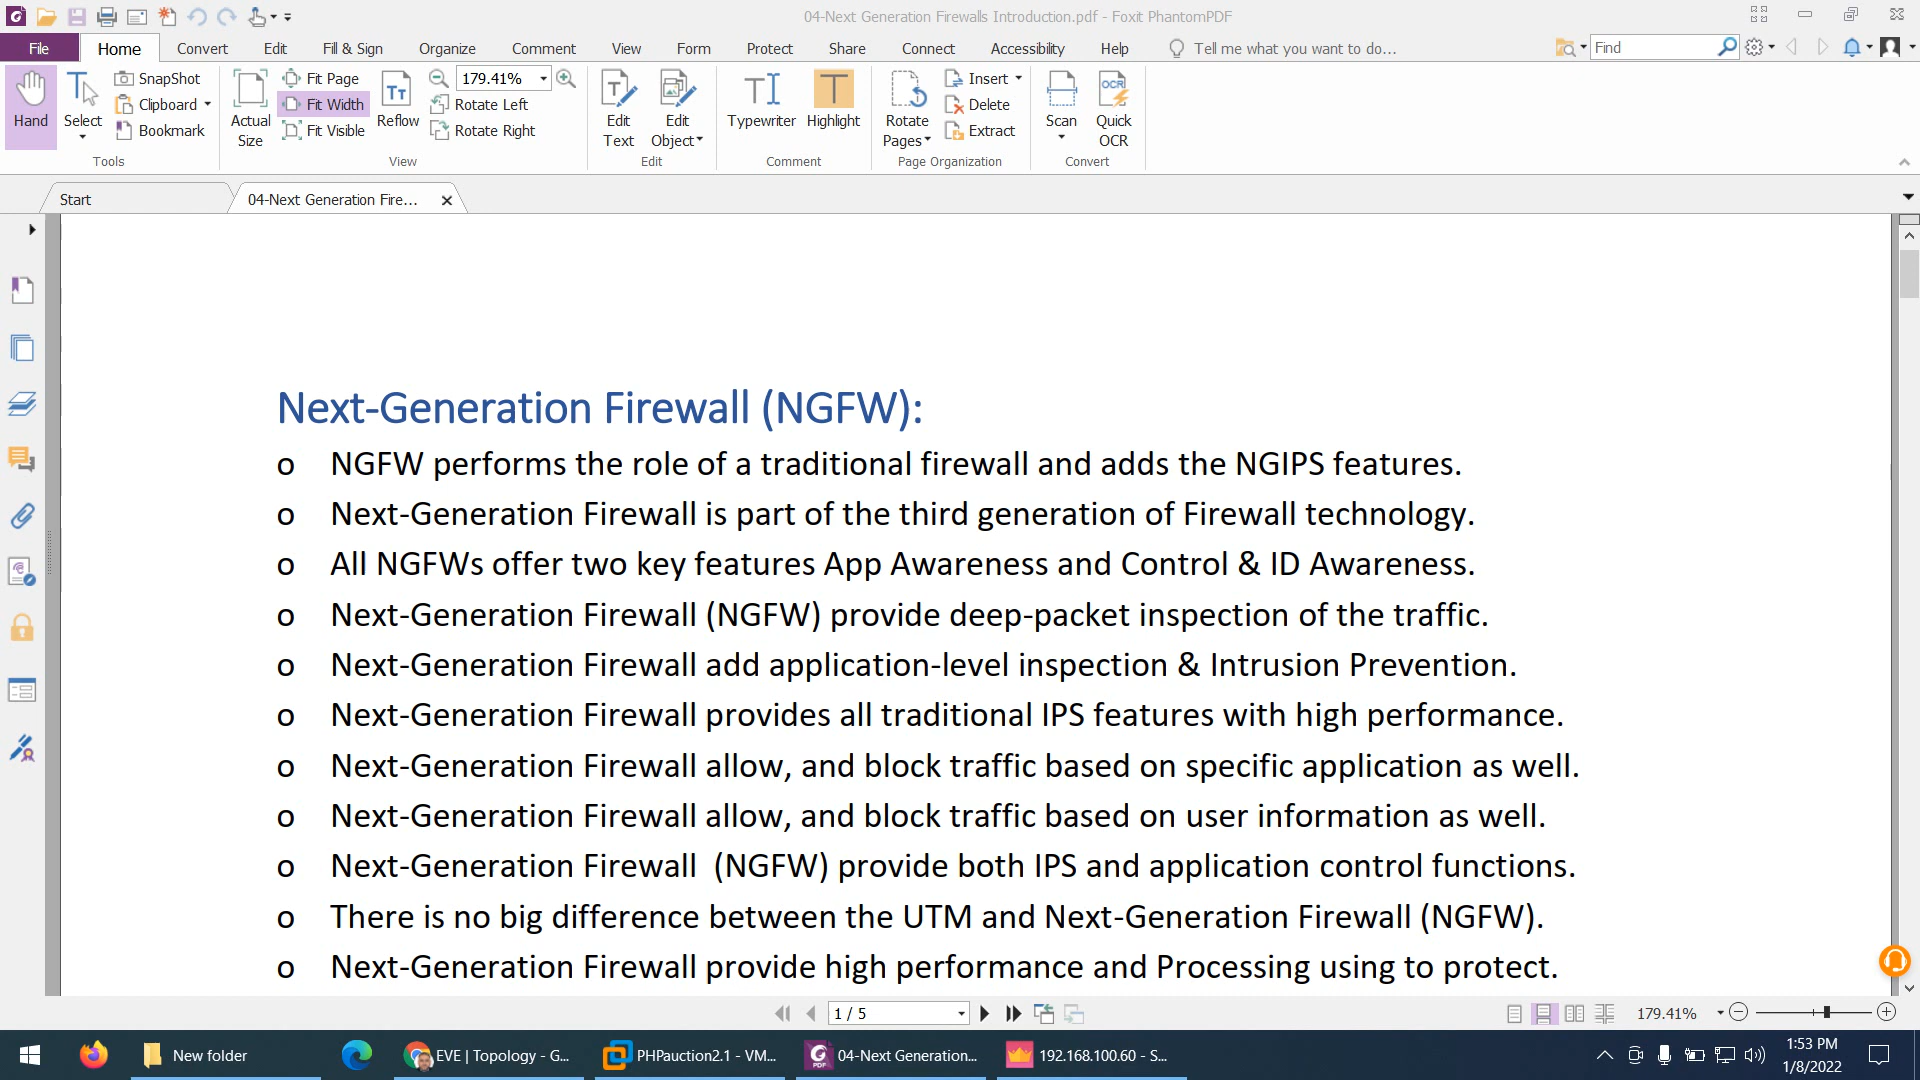 04-Next Generation Firewalls Introduction.pdf - Foxit PhantomPDF
File Home Convert Edit Fill & Sign Organize Comment View Form Protect Share Connect Accessibility Help Tell me what you want to do... Find
Hand
Select
SnapShot
Clipboard
Bookmark
Tools
Actual
Size
Fit Page
Fit Width
Fit Visible
Reflow
179.41%
Rotate Left
Rotate Right
View
Edit
Text
Edit
Object
Edit
Typewriter
Highlight
Comment
Rotate
Pages
Insert
Delete
Extract
Page Organization
Scan
Quick
OCR
Convert
Start
04-Next Generation Fire...
Next-Generation Firewall (NGFW):
o NGFW performs the role of a traditional firewall and adds the NGIPS features.
o Next-Generation Firewall is part of the third generation of Firewall technology.
o All NGFWs offer two key features App Awareness and Control & ID Awareness.
o Next-Generation Firewall (NGFW) provide deep-packet inspection of the traffic.
o Next-Generation Firewall add application-level inspection & Intrusion Prevention.
o Next-Generation Firewall provides all traditional IPS features with high performance.
o Next-Generation Firewall allow, and block traffic based on specific application as well.
o Next-Generation Firewall allow, and block traffic based on user information as well.
o Next-Generation Firewall (NGFW) provide both IPS and application control functions.
o There is no big difference between the UTM and Next-Generation Firewall (NGFW).
o Next-Generation Firewall provide high performance and Processing using to protect.
1 / 5
179.41%
New folder
EVE | Topology - G...
PHPauction2.1 - VM...
04-Next Generation...
192.168.100.60 - S...
1:53 PM
1/8/2022